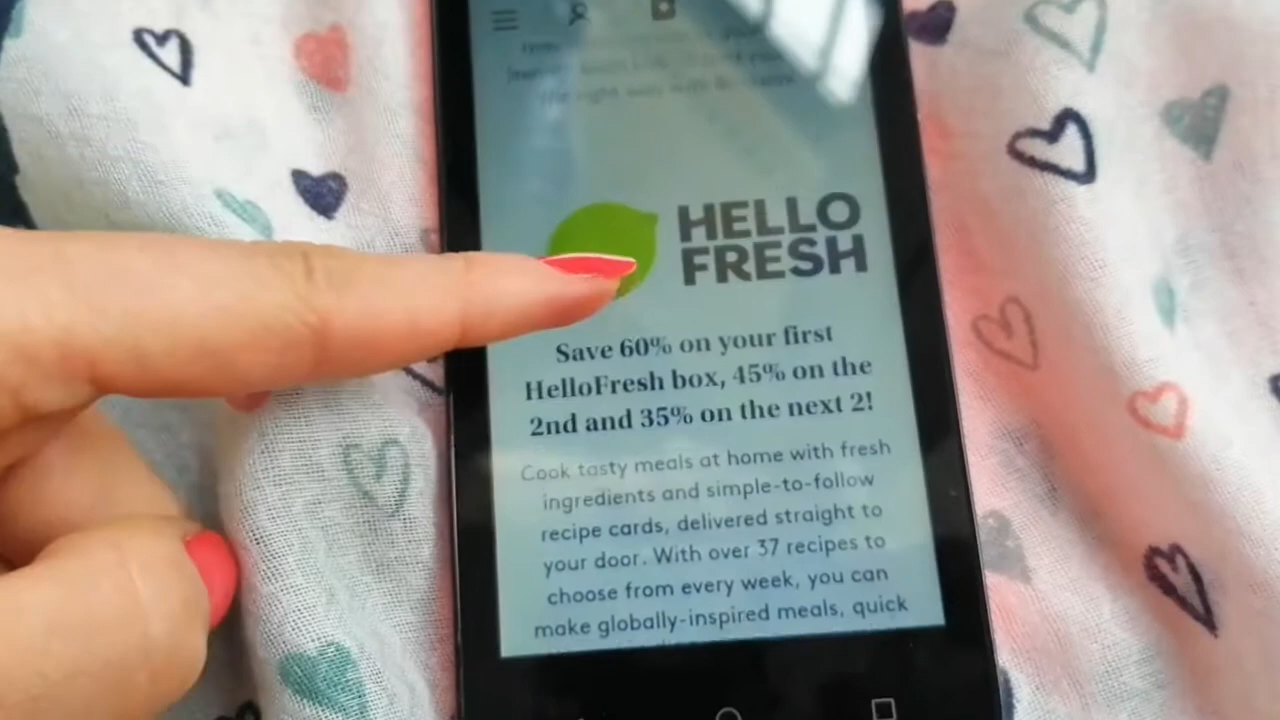 HELLO
FRESH
Save 60% on your first
HelloFresh box, 45% on the
2nd and 35% on the next 2!
Cook tasty meals at home with fresh
ingredients and simple-to-follow
recipe cards, delivered straight to
your door. With over 37 recipes to
choose from every week, you can
make globally-inspired meals, quick